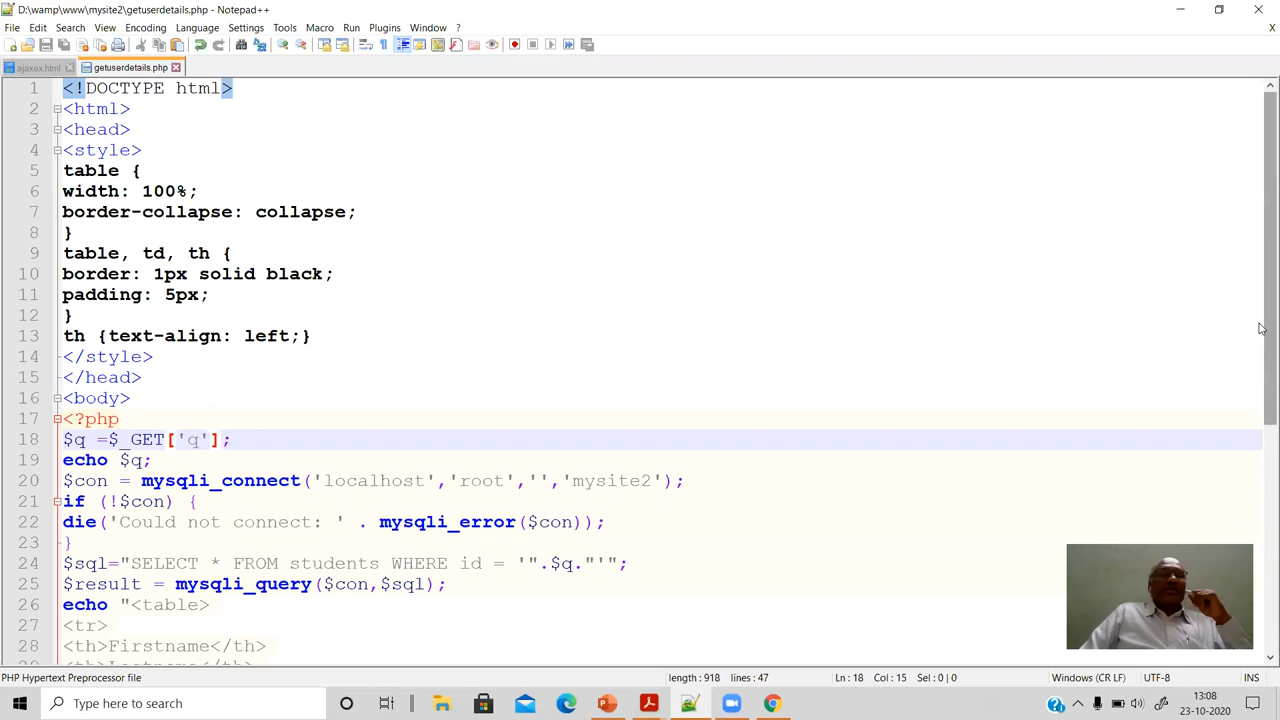 D:\wamp\www\mysite2\getuserdetails.php - Notepad++
File Edit Search View Encoding Language Settings Tools Macro Run Plugins Window ?
ajaxex.html getuserdetails.php
1 <!DOCTYPE html>
2 <html>
3 <head>
4 <style>
5 table {
6 width: 100%;
7 border-collapse: collapse;
8 }
9 table, td, th {
10 border: 1px solid black;
11 padding: 5px;
12 }
13 th {text-align: left;}
14 </style>
15 </head>
16 <body>
17 <?php
18 $q =$_GET['q'];
19 echo $q;
20 $con = mysqli_connect('localhost','root','','mysite2');
21 if (!$con) {
22 die('Could not connect: ' . mysqli_error($con));
23 }
24 $sql="SELECT * FROM students WHERE id = '".$q."'";
25 $result = mysqli_query($con,$sql);
26 echo "<table>
27 <tr>
28 <th>Firstname</th>
<th>Lastname</th>
PHP Hypertext Preprocessor file length : 918 lines : 47 Ln : 18 Col : 15 Sel : 0 | 0 Windows (CR LF) UTF-8 INS
Type here to search
13:08
23-10-2020